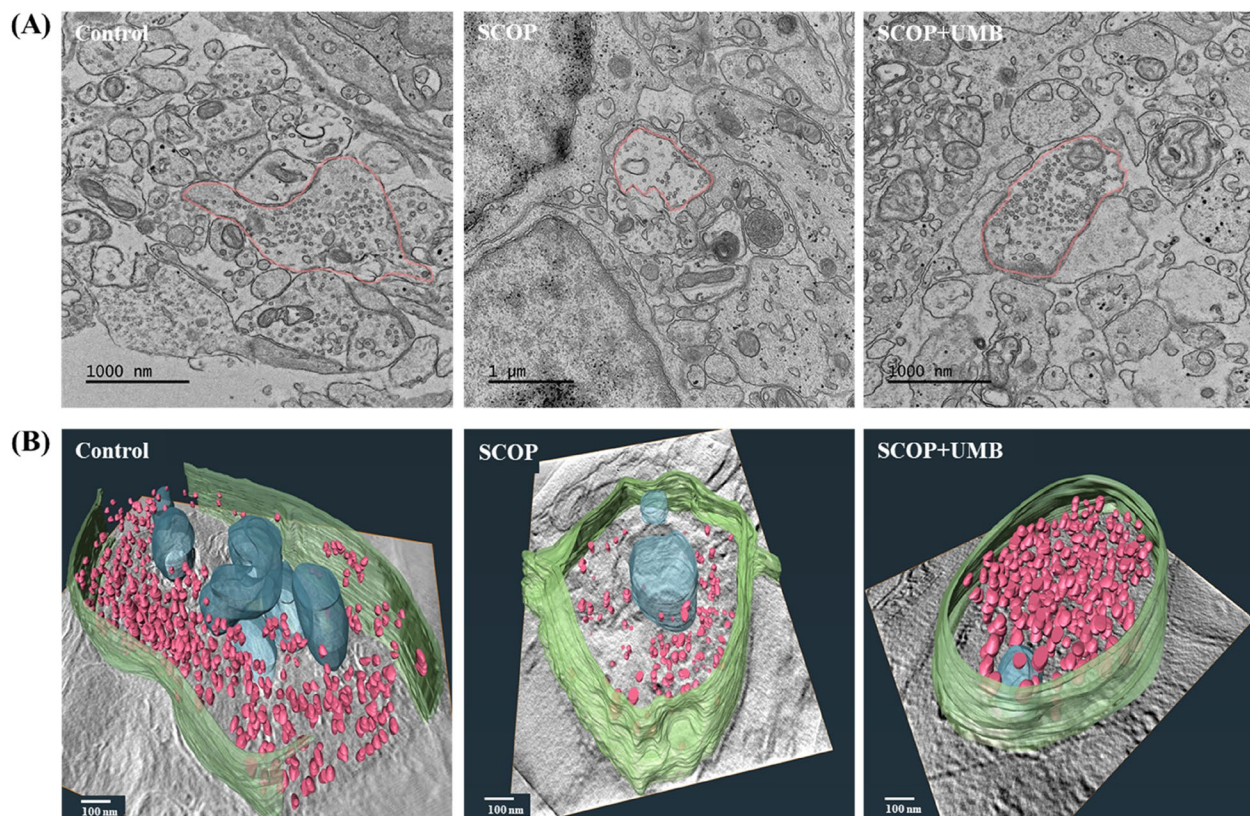 (A)
Control
SCOP
SCOP+UMB
1000 nm
1 μm
1000 nm
(B)
Control
SCOP
SCOP+UMB
100 nm
100 nm
100 nm